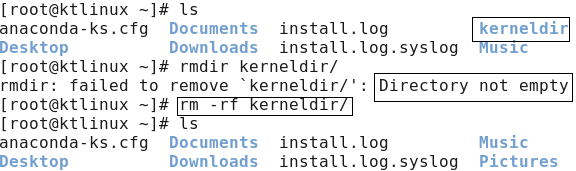 [root@ktlinux ~]# ls
anaconda-ks.cfg  Documents  install.log         kerneldir
Desktop          Downloads  install.log.syslog  Music
[root@ktlinux ~]# rmdir kerneldir/
rmdir: failed to remove `kerneldir/': Directory not empty
[root@ktlinux ~]# rm -rf kerneldir/
[root@ktlinux ~]# ls
anaconda-ks.cfg  Documents  install.log         Music
Desktop          Downloads  install.log.syslog  Pictures